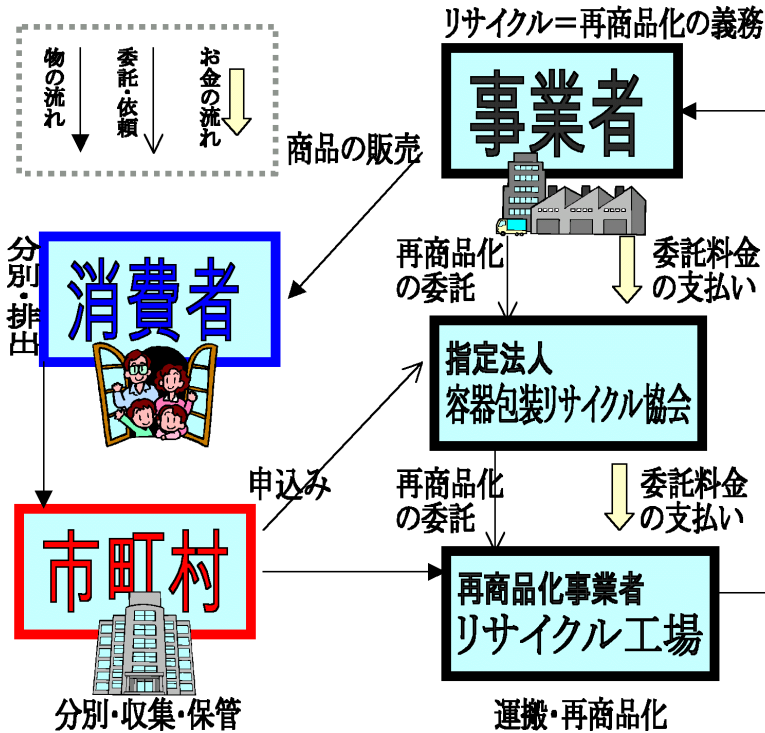 物の流れ
委託・依頼
お金の流れ
リサイクル＝再商品化の義務
事業者
商品の販売
分別・排出
消費者
再商品化
の委託
委託料金
の支払い
指定法人
容器包装リサイクル協会
申込み
再商品化
の委託
委託料金
の支払い
市町村
再商品化事業者
リサイクル工場
分別・収集・保管
運搬・再商品化